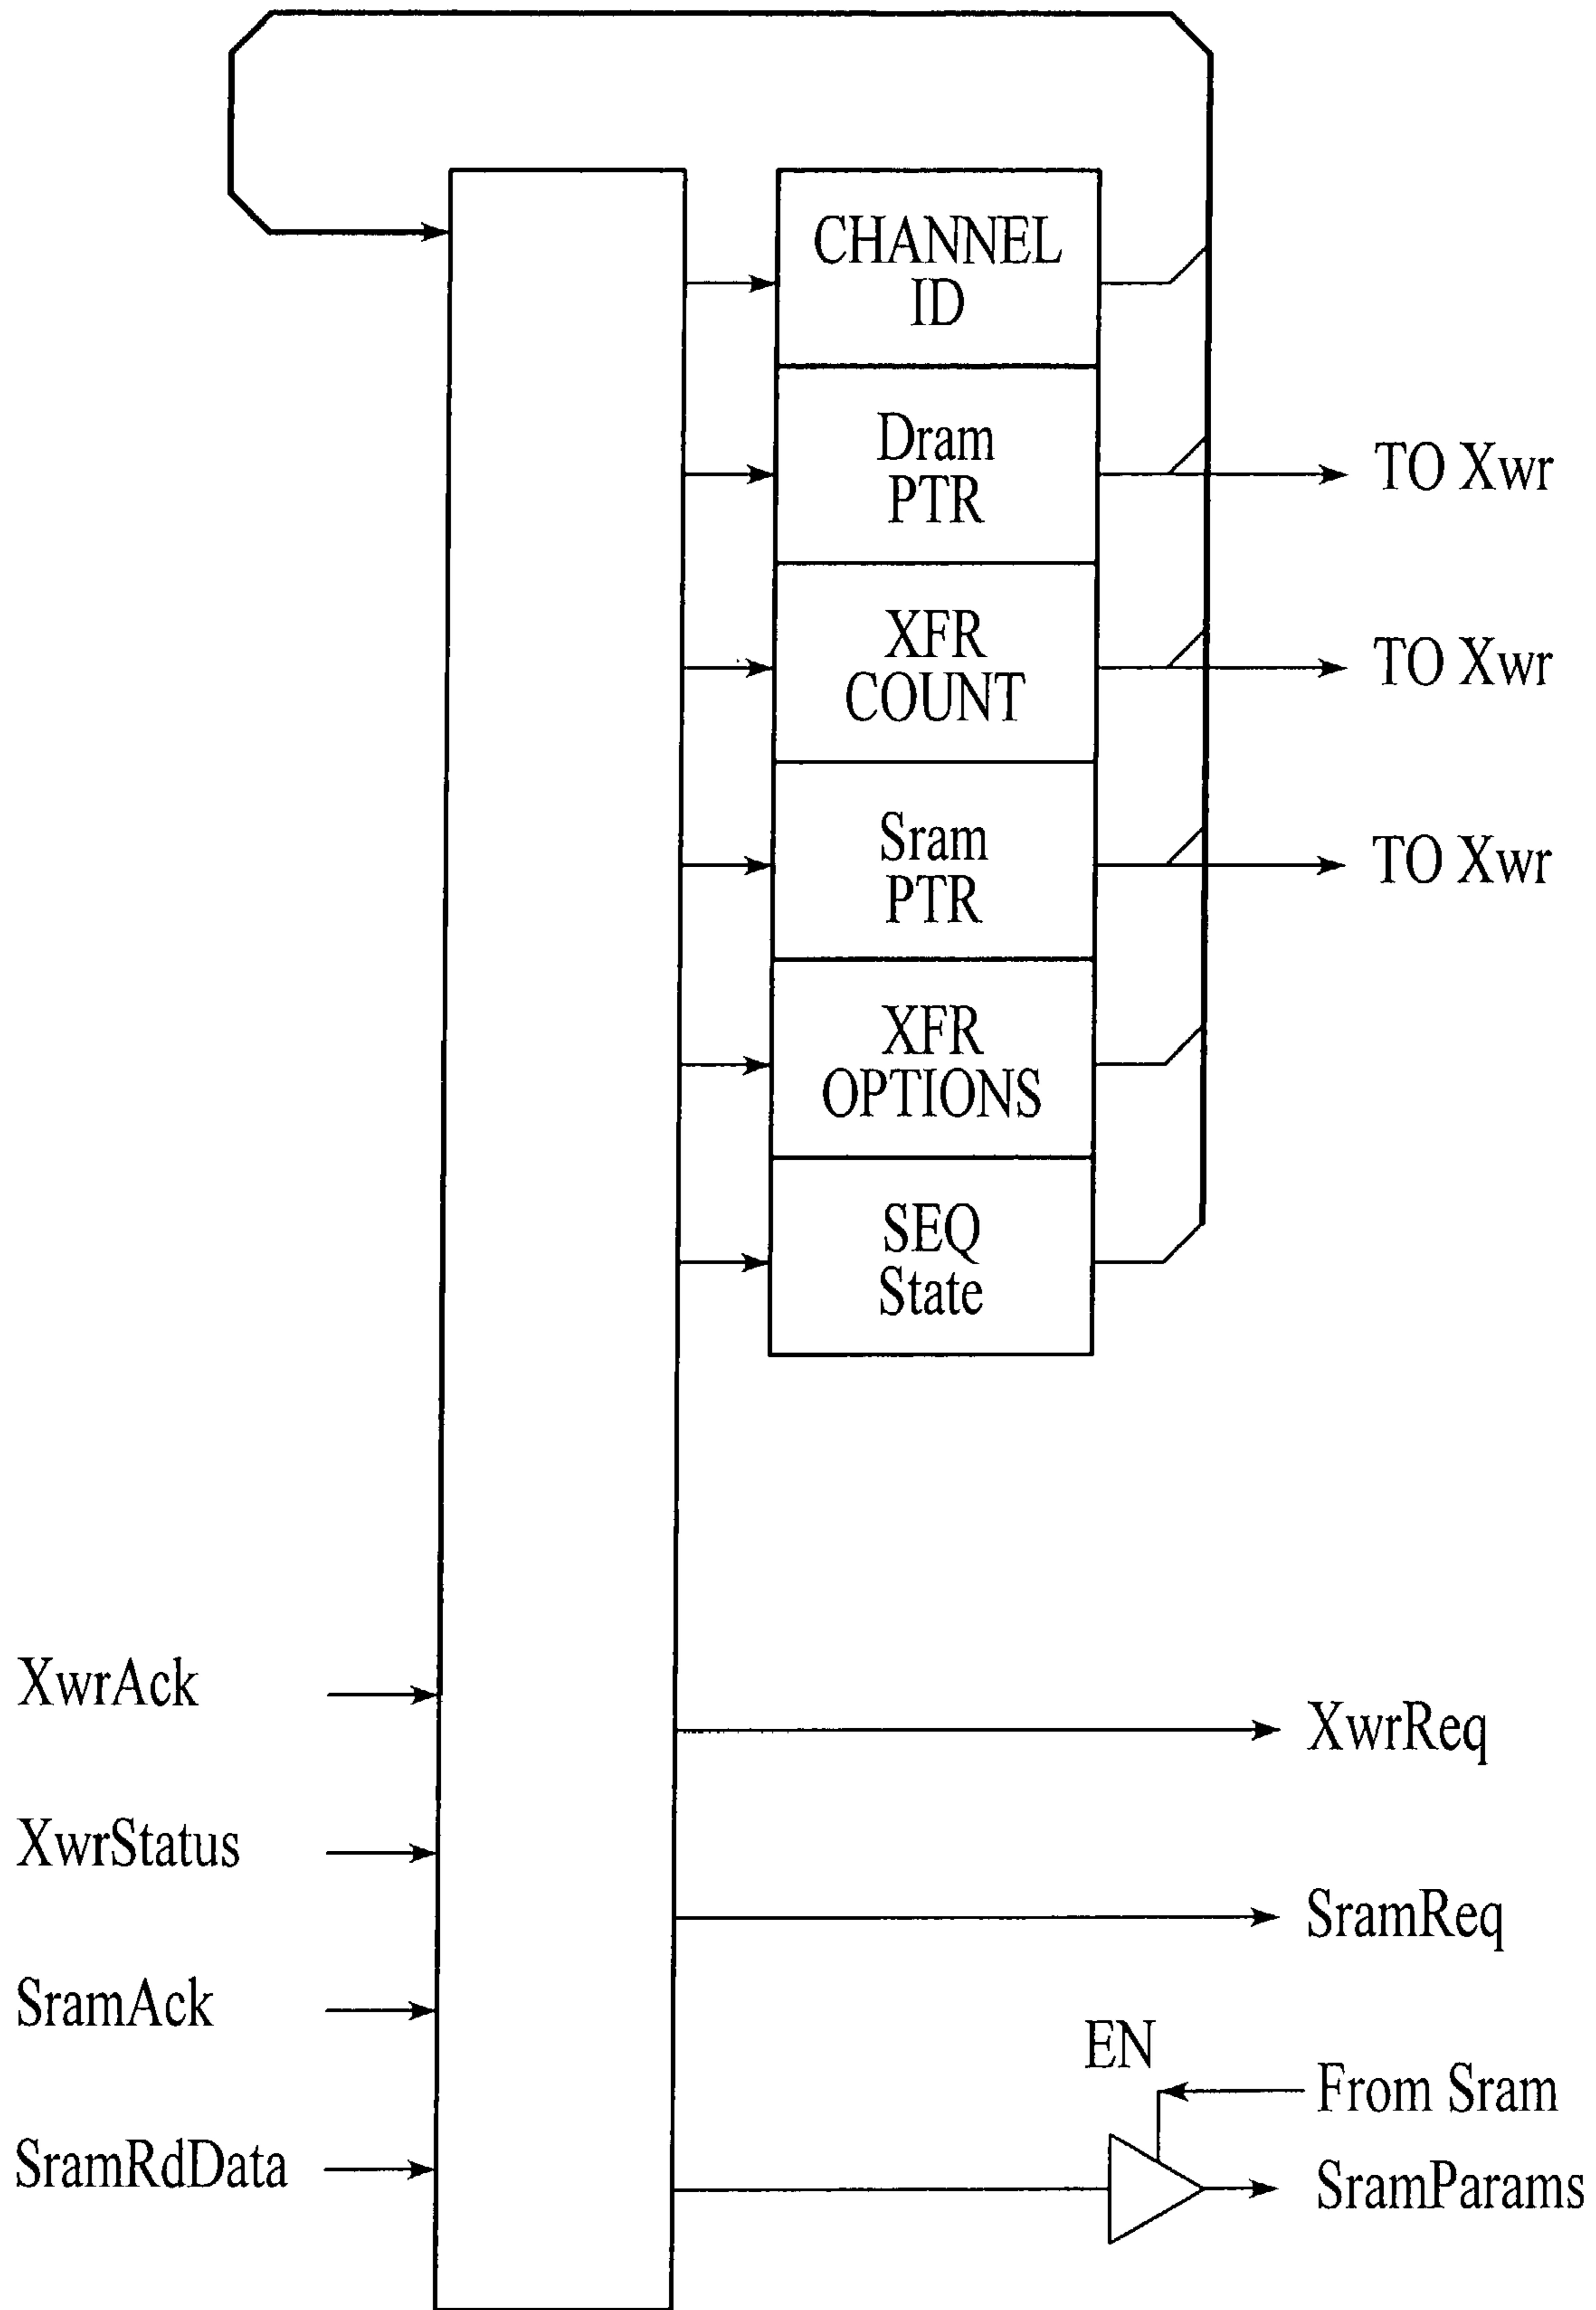 CHANNEL
ID
Dram
PTR
TO Xwr
XFR
COUNT
TO Xwr
Sram
PTR
TO Xwr
XFR
OPTIONS
SEQ
State
XwrAck
XwrReq
XwrStatus
SramReq
SramAck
EN
From Sram
SramRdData
SramParams